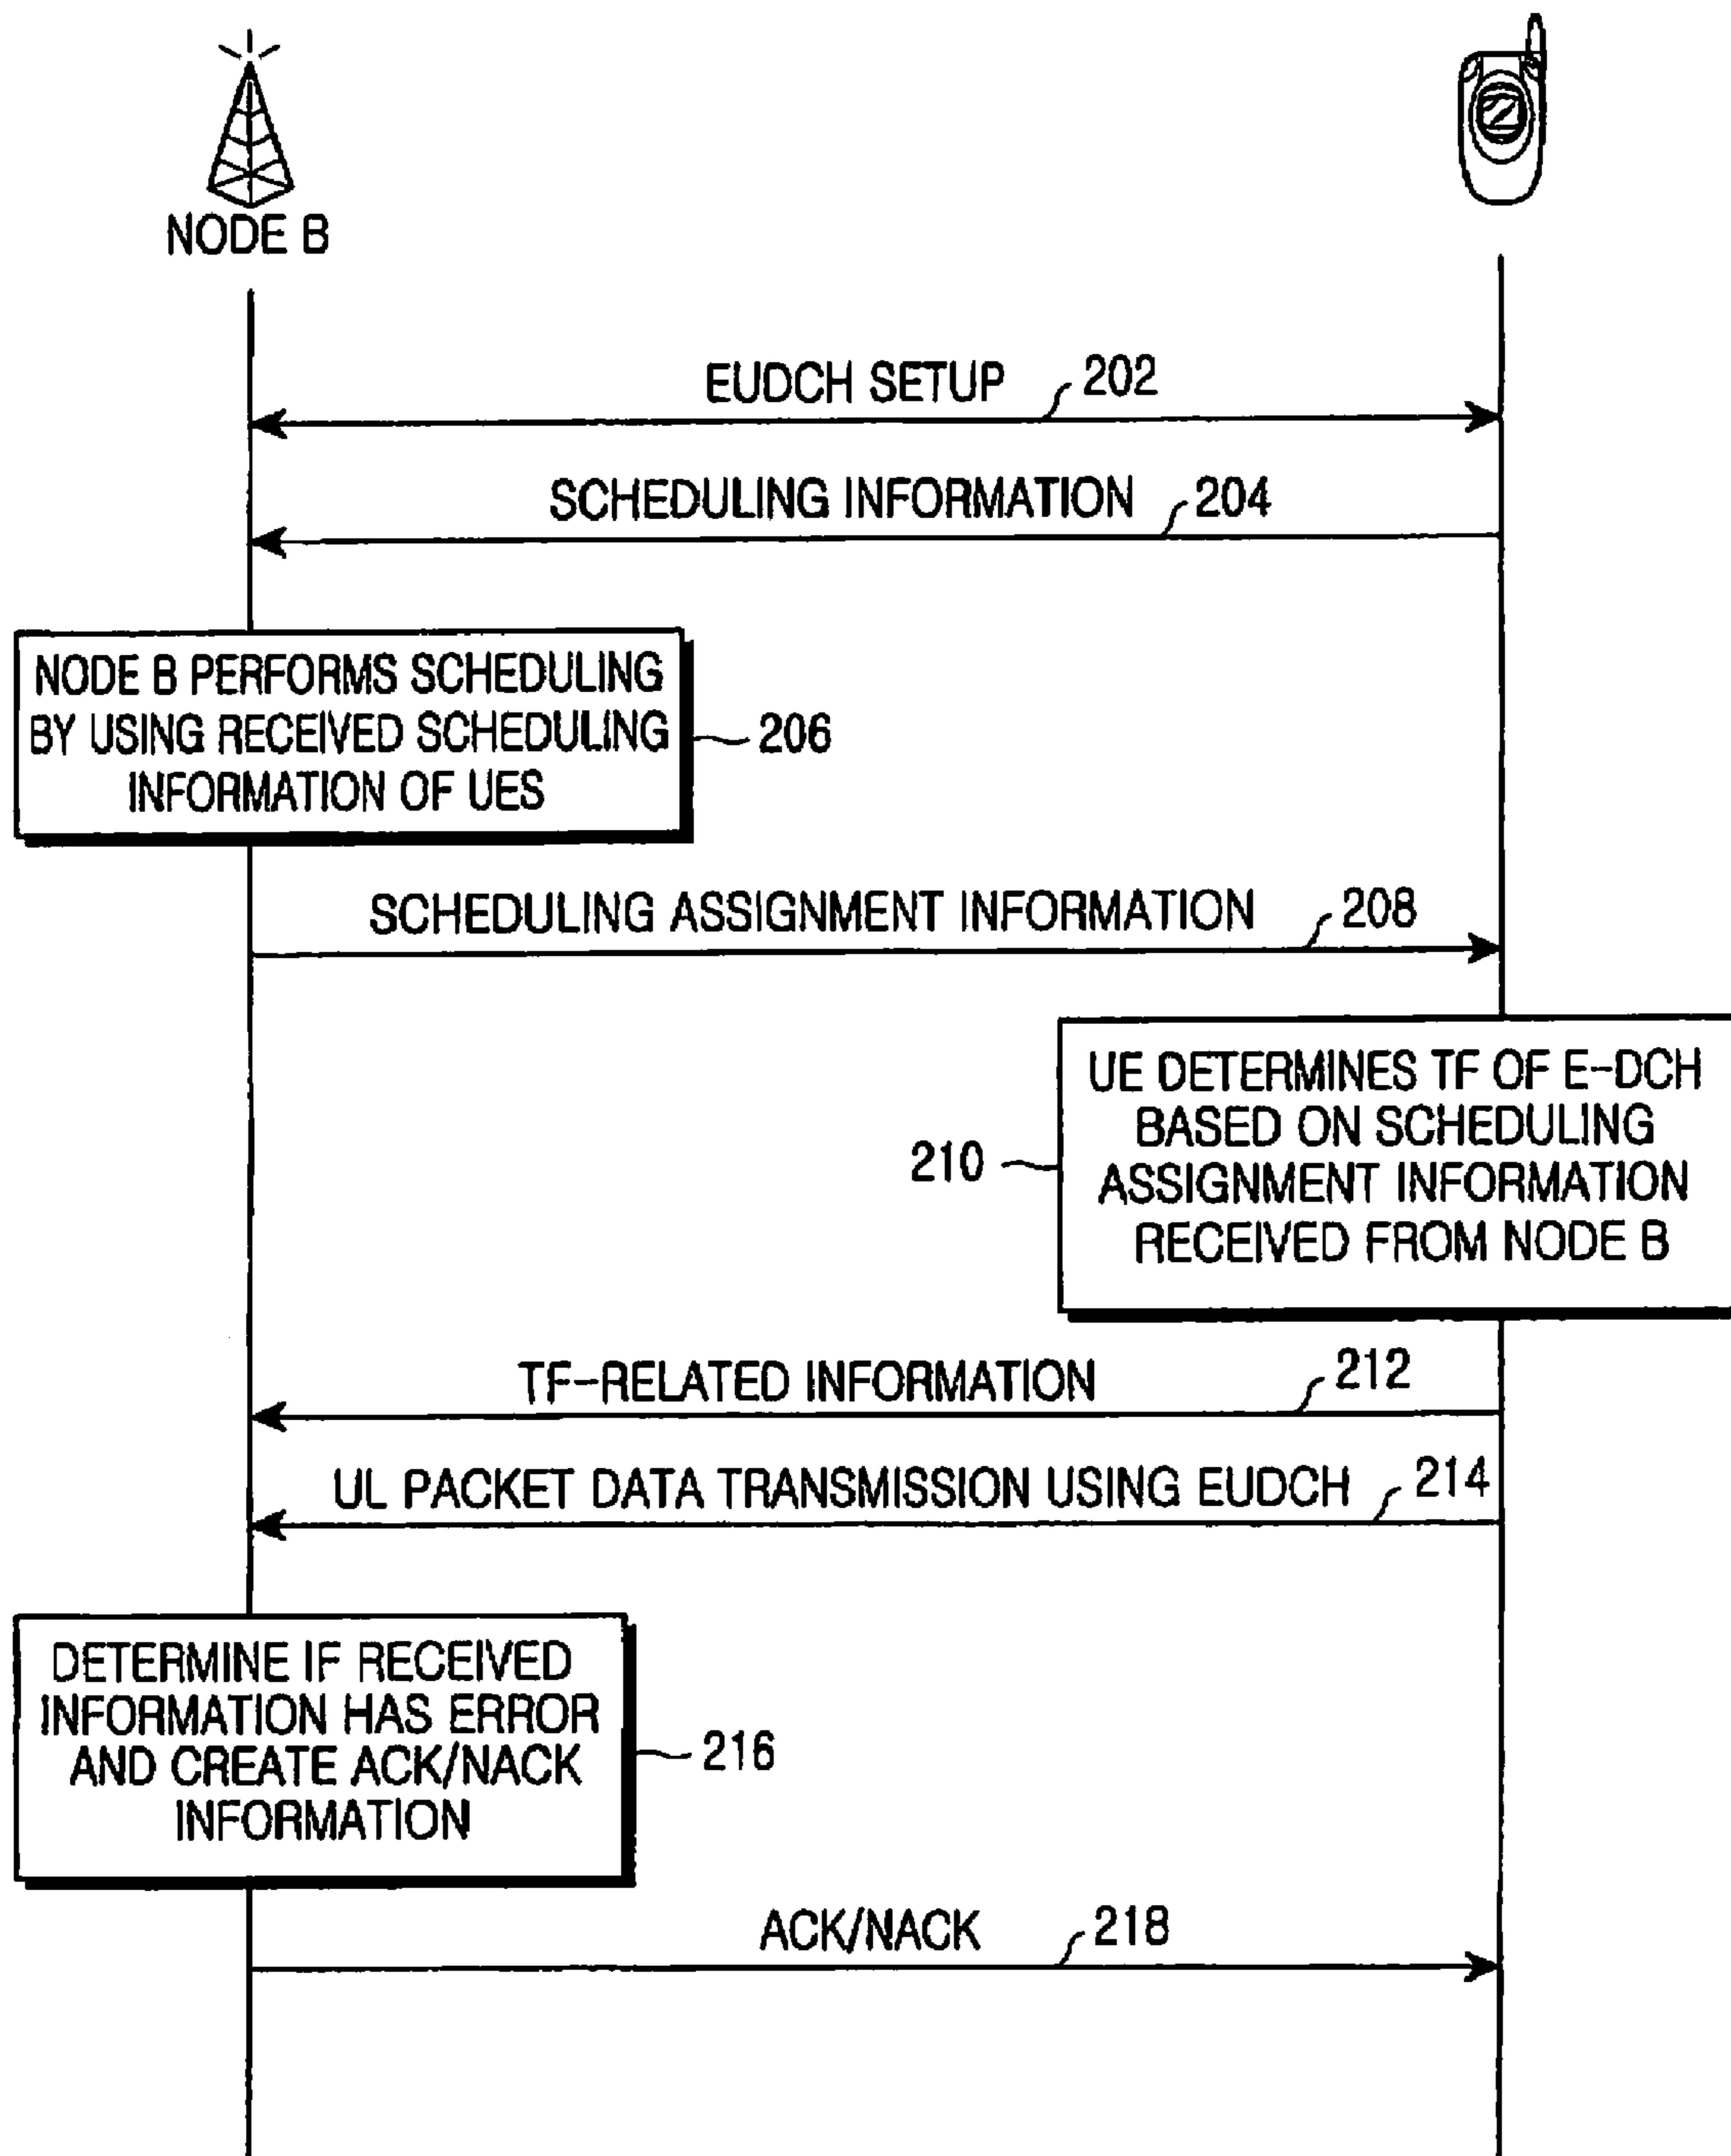 NODE B
EUDCH SETUP 202
SCHEDULING INFORMATION 204
NODE B PERFORMS SCHEDULING
BY USING RECEIVED SCHEDULING
INFORMATION OF UES
206
SCHEDULING ASSIGNMENT INFORMATION 208
UE DETERMINES TF OF E-DCH
BASED ON SCHEDULING
ASSIGNMENT INFORMATION
RECEIVED FROM NODE B
210
TF-RELATED INFORMATION 212
UL PACKET DATA TRANSMISSION USING EUDCH 214
DETERMINE IF RECEIVED
INFORMATION HAS ERROR
AND CREATE ACK/NACK
INFORMATION
216
ACK/NACK 218